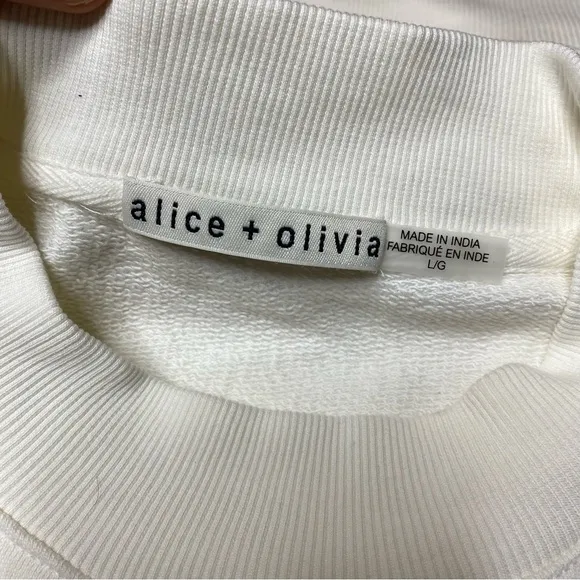 alice + olivia
MADE IN INDIA
FABRIQUÉ EN INDE
L/G